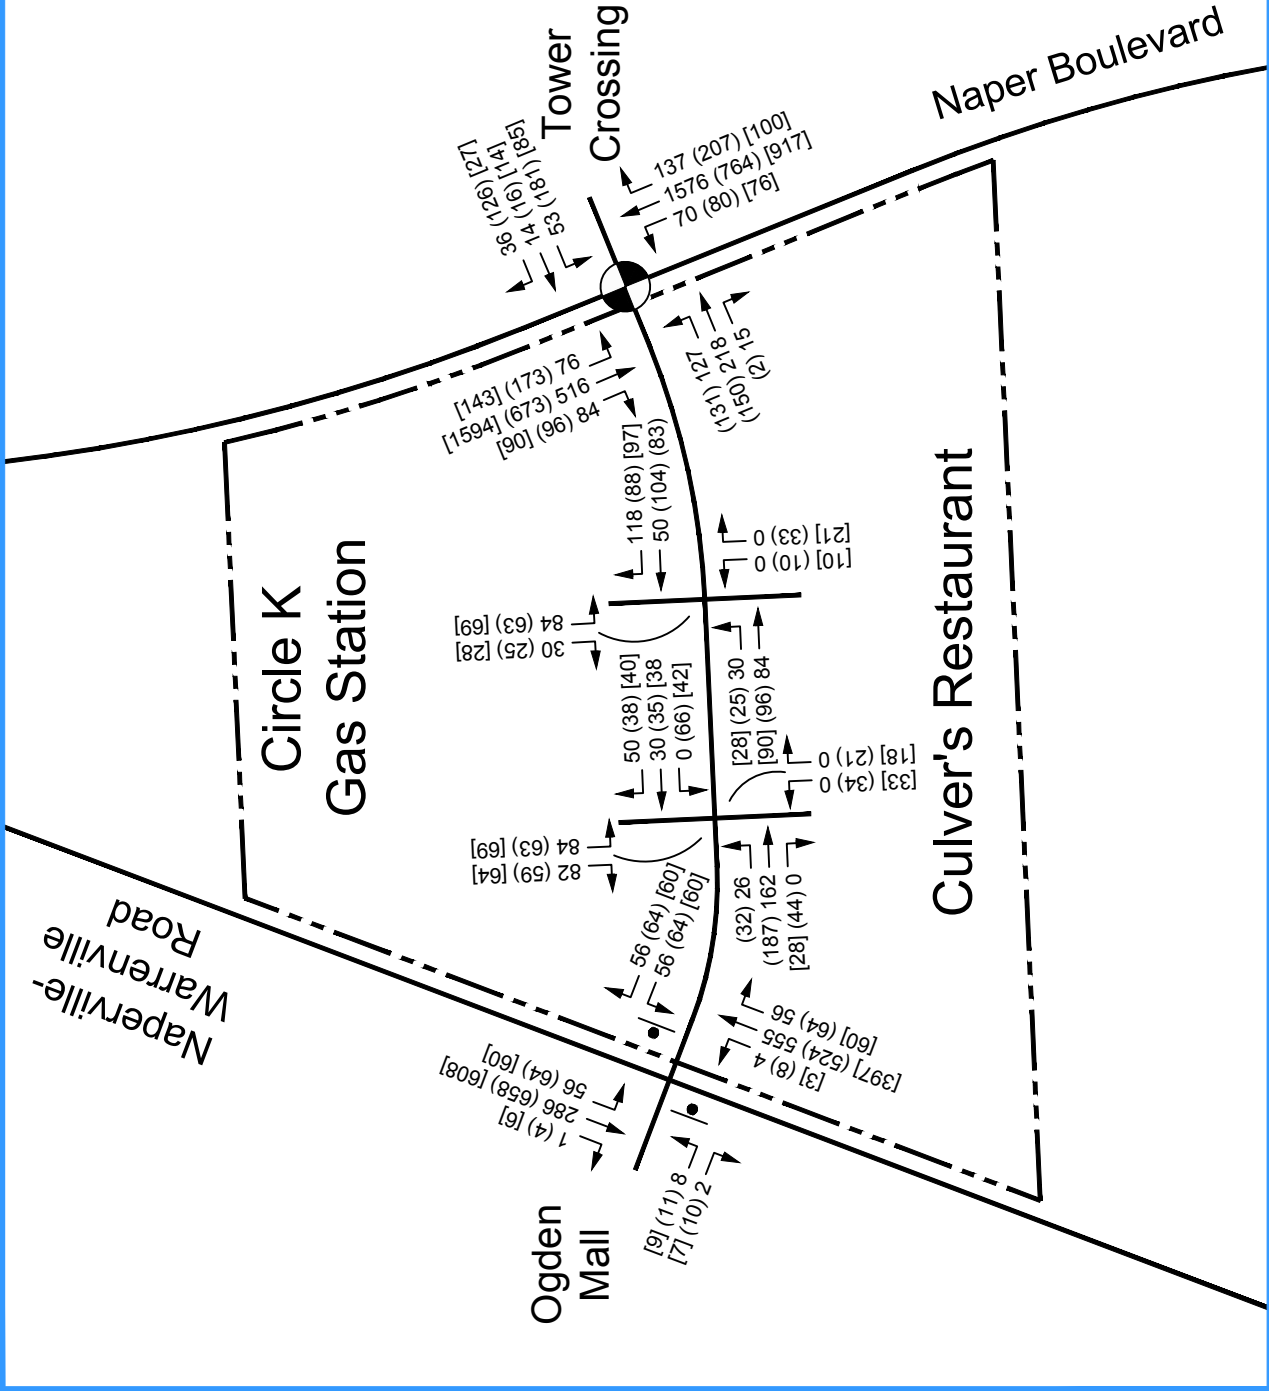 Tower
Crossing
Naper Boulevard
36 (126) [27]
14 (16) [14]
53 (181) [85]
137 (207) [100]
1576 (764) [917]
70 (80) [76]
[143] (173) 76
[1594] (673) 516
[90] (96) 84
(131) 127
(150) 218
(2) 15
118 (88) [97]
50 (104) (83)
[21] (33) 0
[10] (10) 0
Circle K
Gas Station
84 (63) [69]
30 (25) [28]
50 (38) [40]
30 (35) [38
0 (66) [42]
[28] (25) 30
[90] (96) 84
[18] (21) 0
[33] (34) 0
Culver's Restaurant
84 (63) [69]
82 (59) [64]
56 (64) [60]
56 (64) [60]
(32) 26
(187) 162
[28] (44) 0
Naperville-
Warrenville
Road
56 (64) [60]
286 (658) [608]
1 (4) [6]
[60] (64) 56
[397] (524) 555
[3] (8) 4
[9] (11) 8
[7] (10) 2
Ogden
Mall